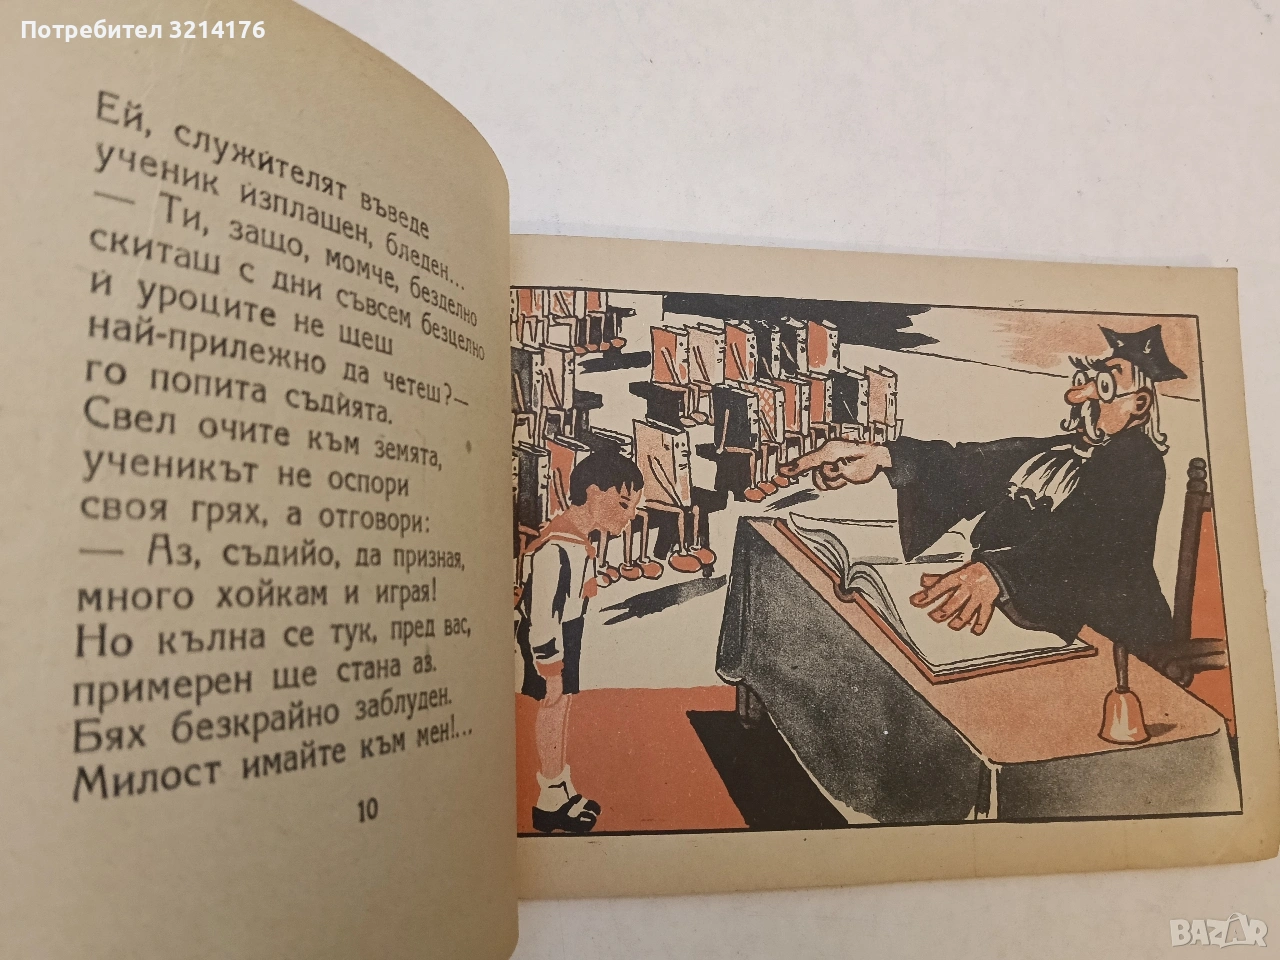 Потребител 3214176
Ей, служителят въведе
ученик изплашен, бледен...
— Ти, защо, момче, безделно
скиташ с дни съвсем безцелно
и уроците не щеш
най-прилежно да четеш?—
го попита съдията.
Свел очите към земята,
ученикът не оспори
своя грях, а отговори:
— Аз, съдийо, да призная,
много хойкам и играя!
Но кълна се тук, пред вас,
примерен ще стана аз.
Бях безкрайно заблуден.
Милост имайте към мен!...
10
BAZAR